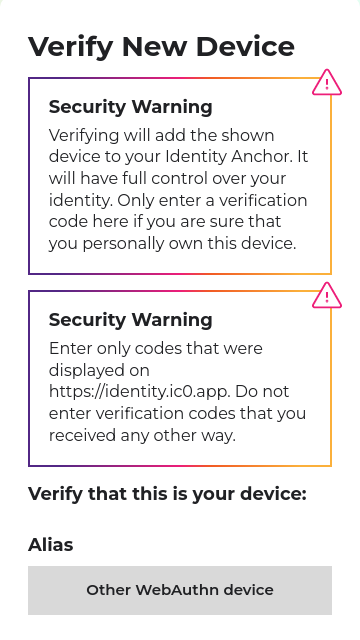 Verify New Device
Security Warning
Verifying will add the shown
device to your Identity Anchor. It
will have full control over your
identity. Only enter a verification
code here if you are sure that
you personally own this device.
Security Warning
Enter only codes that were
displayed on
https://identity.ic0.app. Do not
enter verification codes that you
received any other way.
Verify that this is your device:
Alias
Other WebAuthn device